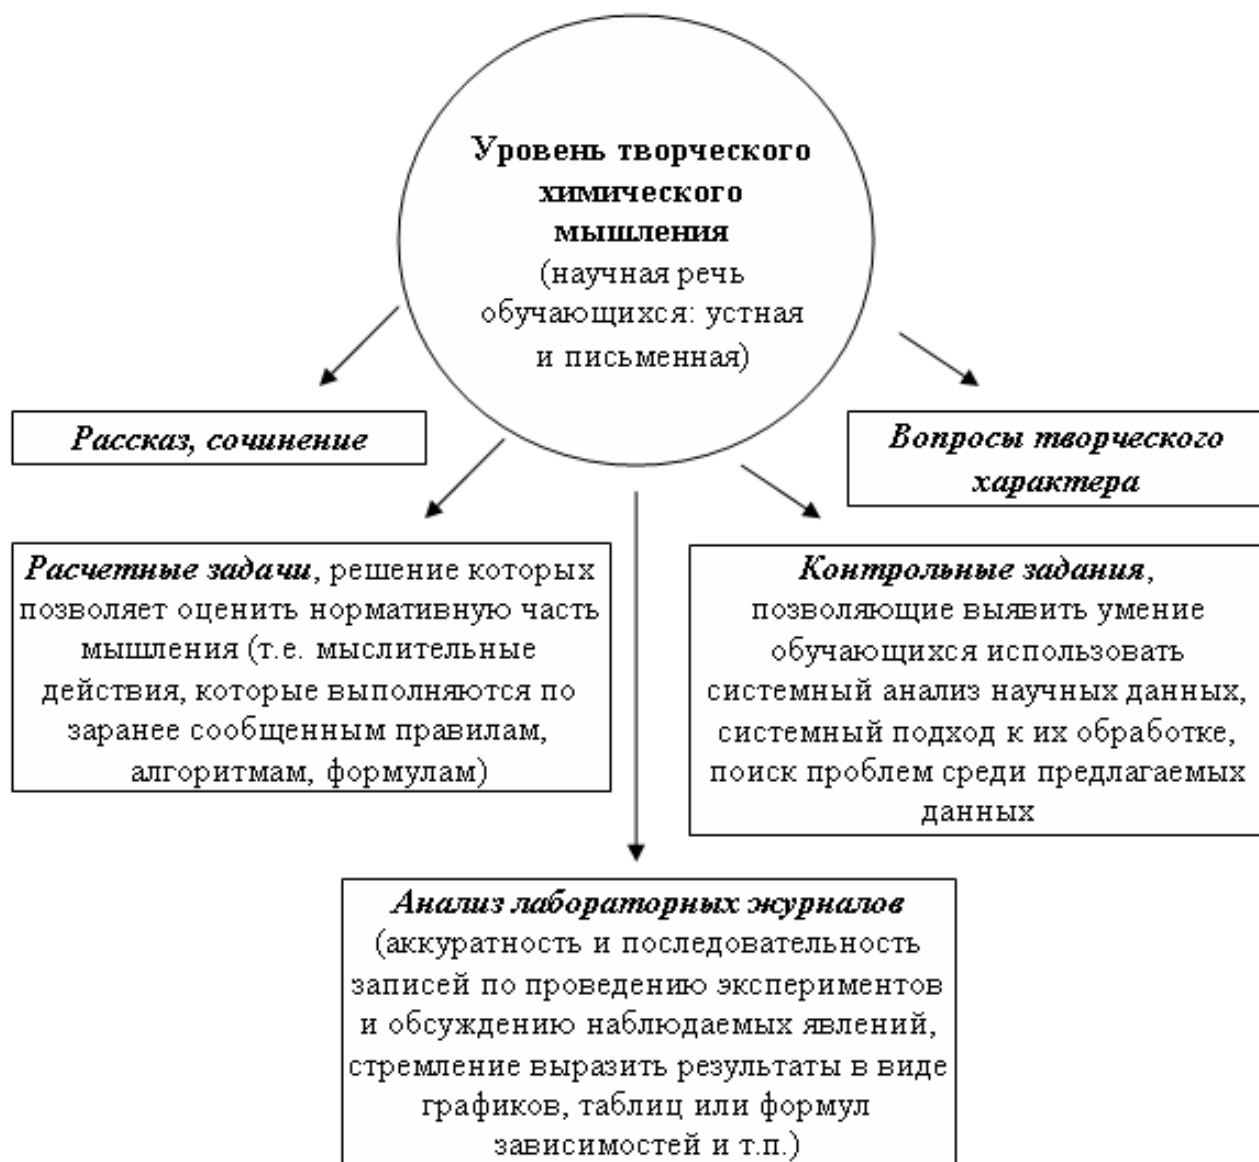 Уровень творческого
химического
мышления
(научная речь
обучающихся: устная
и письменная)
Рассказ, сочинение
Вопросы творческого
характера
Расчетные задачи, решение которых
позволяет оценить нормативную часть
мышления (т.е. мыслительные
действия, которые выполняются по
заранее сообщенным правилам,
алгоритмам, формулам)
Контрольные задания,
позволяющие выявить умение
обучающихся использовать
системный анализ научных данных,
системный подход к их обработке,
поиск проблем среди предлагаемых
данных
Анализ лабораторных журналов
(аккуратность и последовательность
записей по проведению экспериментов
и обсуждению наблюдаемых явлений,
стремление выразить результаты в виде
графиков, таблиц или формул
зависимостей и т.п.)